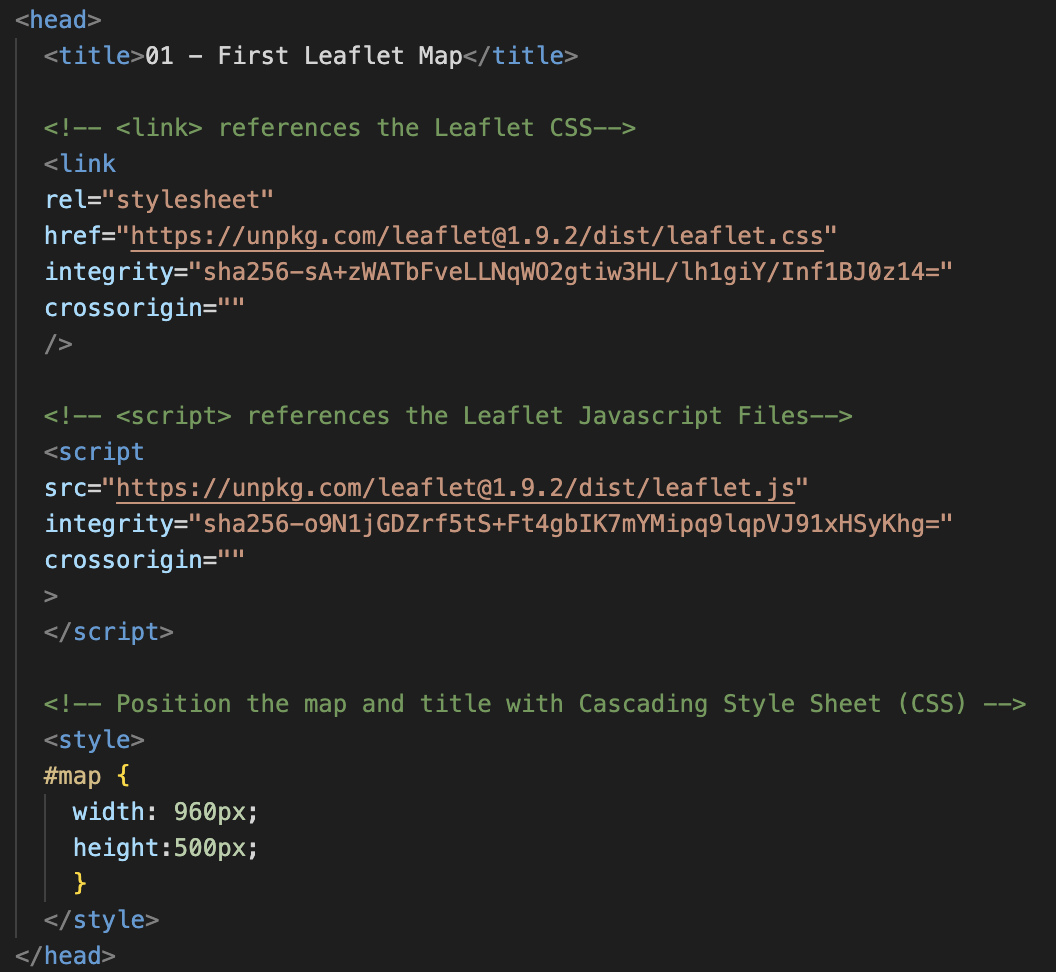 <head>
<title>01 – First Leaflet Map</title>
<!-- <link> references the Leaflet CSS-->
<link
rel="stylesheet"
href="https://unpkg.com/leaflet@1.9.2/dist/leaflet.css"
integrity="sha256-sA+zWATbFveLLNqWO2gtiw3HL/lh1giY/Inf1BJ0z14="
crossorigin=""
/>
<!-- <script> references the Leaflet Javascript Files-->
<script
src="https://unpkg.com/leaflet@1.9.2/dist/leaflet.js"
integrity="sha256-o9N1jGDZrf5tS+Ft4gbIK7mYMipq9lqpVJ91xHSyKhg="
crossorigin=""
>
</script>
<!-- Position the map and title with Cascading Style Sheet (CSS) -->
<style>
#map {
width: 960px;
height:500px;
}
</style>
</head>